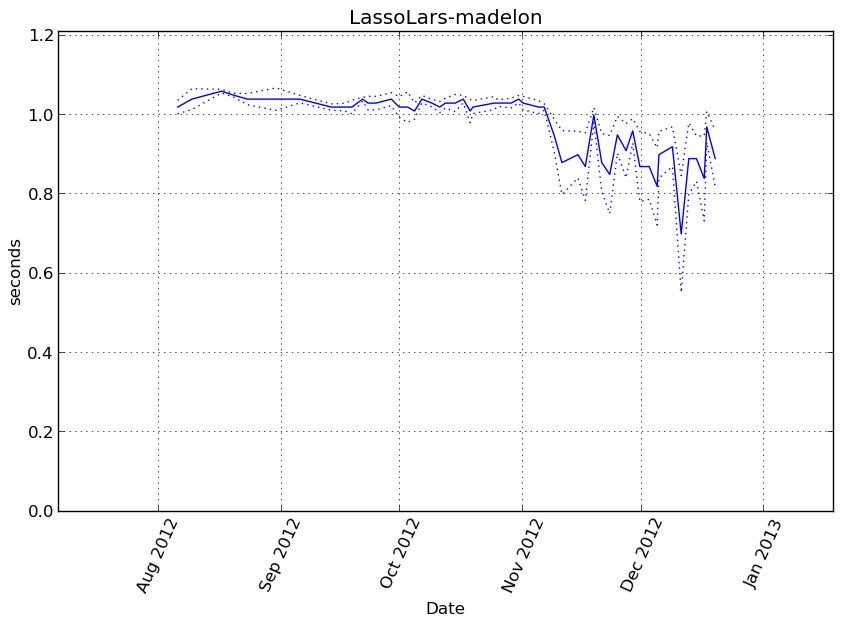 LassoLars-madelon
1.2
1.0
0.8
0.6
0.4
0.2
0.0
seconds
Aug 2012
Sep 2012
Oct 2012
Nov 2012
Dec 2012
Jan 2013
Date